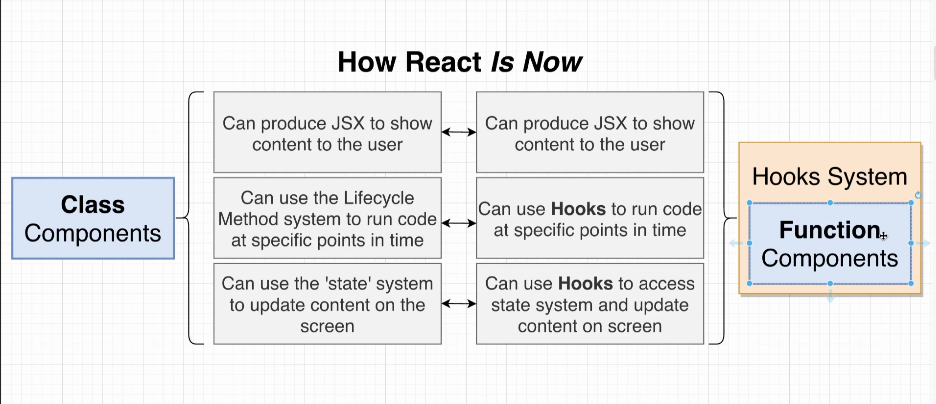 How React Is Now
Can produce JSX to show
content to the user
Can produce JSX to show
content to the user
Class
Components
Can use the Lifecycle
Method system to run code
at specific points in time
Can use Hooks to run code
at specific points in time
Hooks System
Function
Components
Can use the 'state' system
to update content on the
screen
Can use Hooks to access
state system and update
content on screen